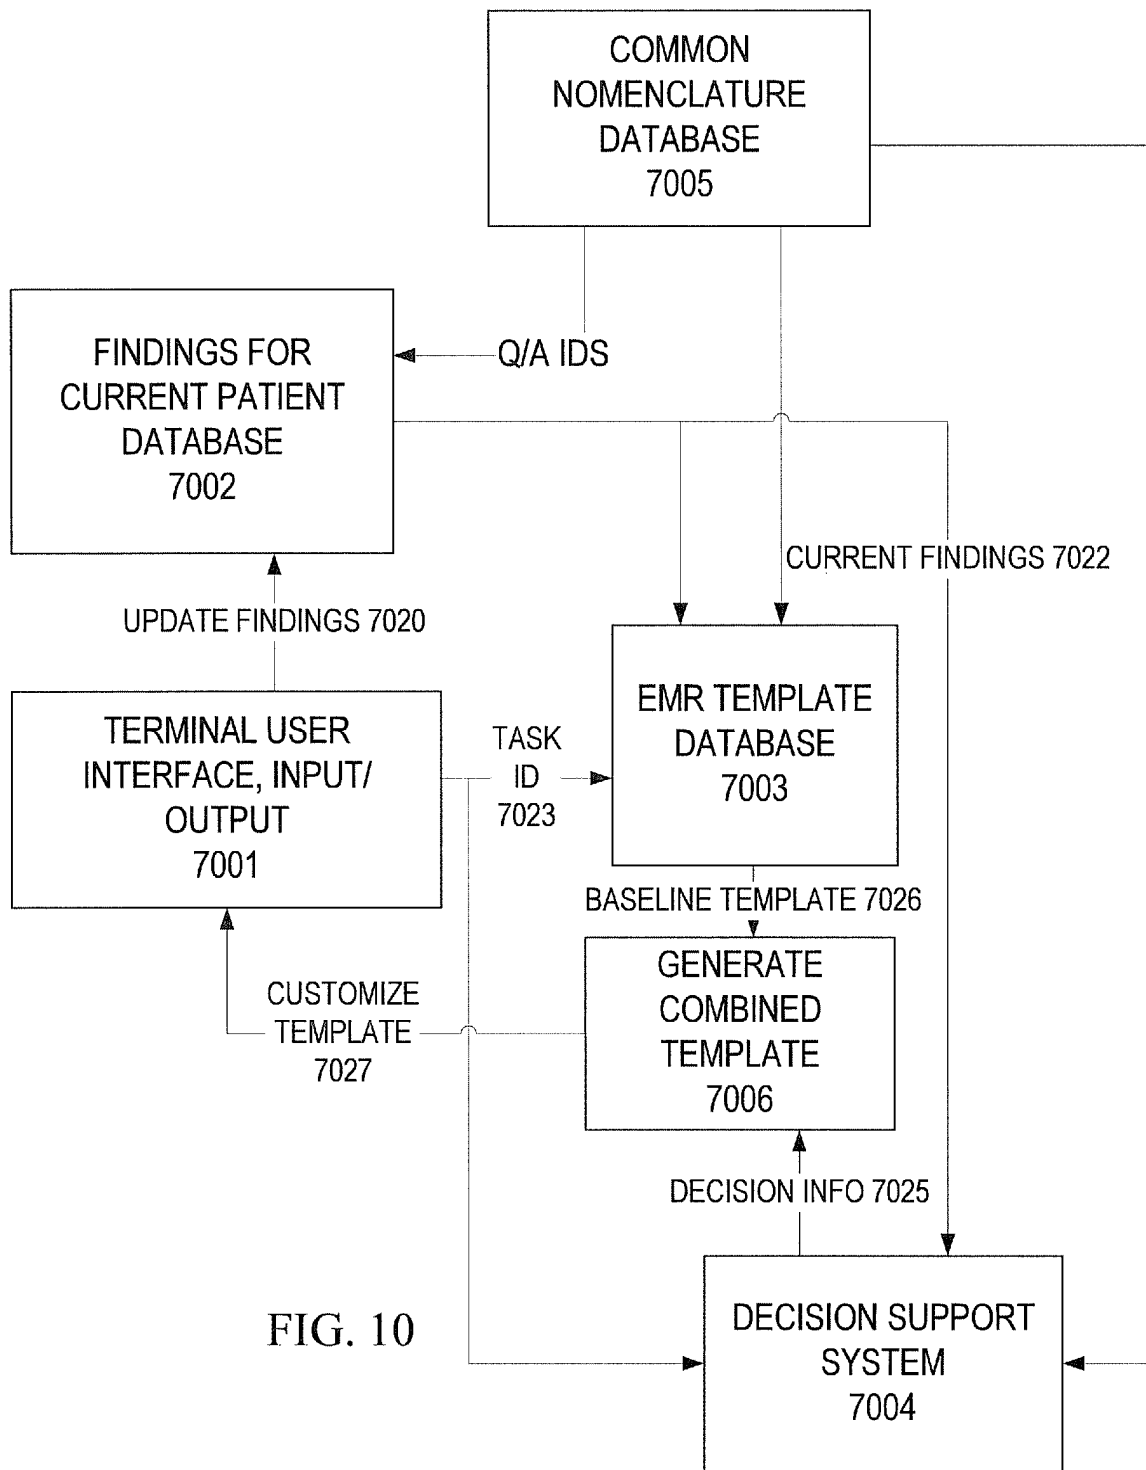 COMMON
NOMENCLATURE
DATABASE
7005
FINDINGS FOR
CURRENT PATIENT
DATABASE
7002
Q/A IDS
CURRENT FINDINGS 7022
UPDATE FINDINGS 7020
TERMINAL USER
INTERFACE, INPUT/
OUTPUT
7001
TASK
ID
7023
EMR TEMPLATE
DATABASE
7003
BASELINE TEMPLATE 7026
GENERATE
COMBINED
TEMPLATE
7006
CUSTOMIZE
TEMPLATE
7027
DECISION INFO 7025
DECISION SUPPORT
SYSTEM
7004
FIG. 10